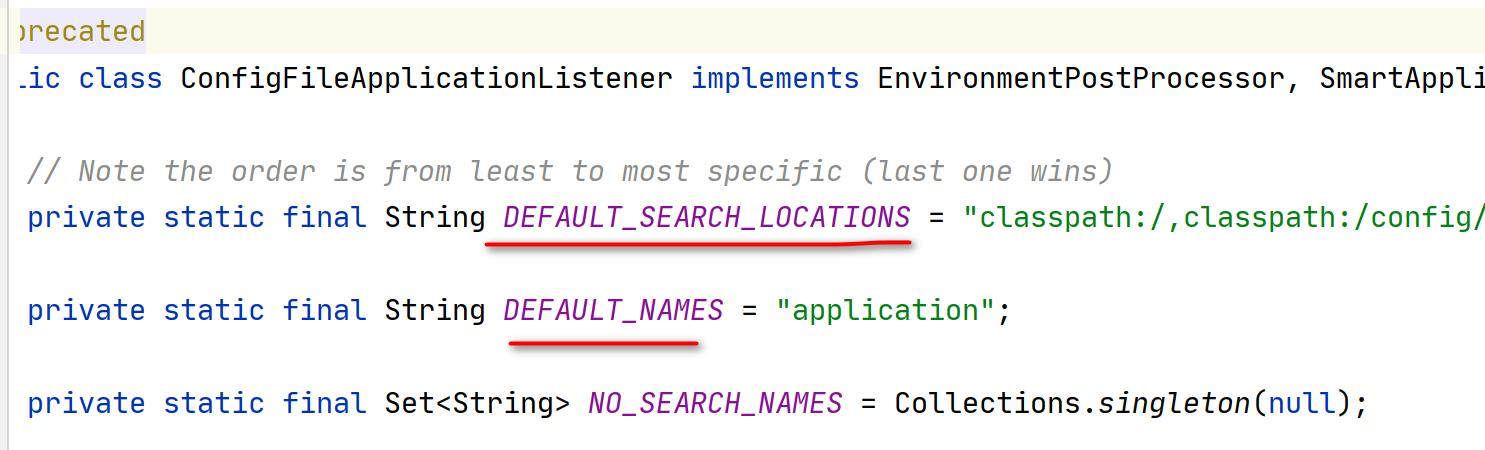 precated
lic class ConfigFileApplicationListener implements EnvironmentPostProcessor, SmartAppli
// Note the order is from least to most specific (last one wins)
private static final String DEFAULT_SEARCH_LOCATIONS = "classpath:/,classpath:/config/
private static final String DEFAULT_NAMES = "application";
private static final Set<String> NO_SEARCH_NAMES = Collections.singleton(null);